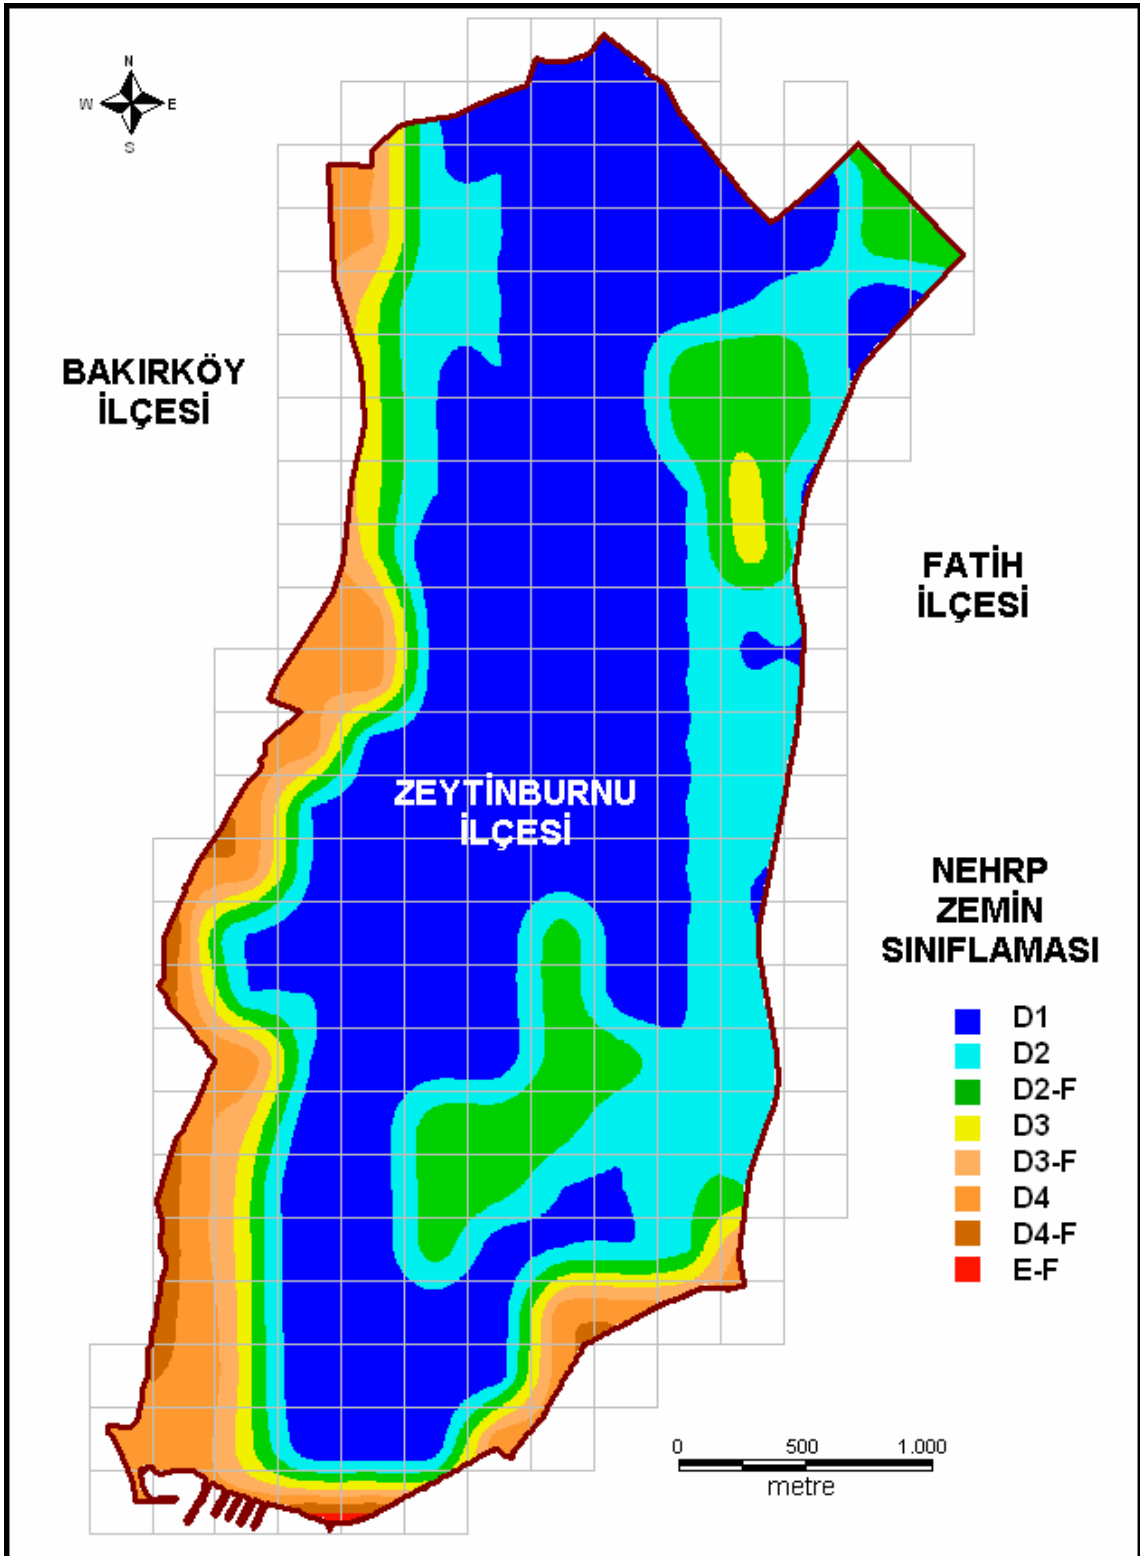 N
W E
S
BAKIRKÖY
İLÇESİ
FATİH
İLÇESİ
ZEYTİNBURNU
İLÇESİ
NEHRP
ZEMİN
SINIFLAMASI
D1
D2
D2-F
D3
D3-F
D4
D4-F
E-F
0 500 1.000
metre